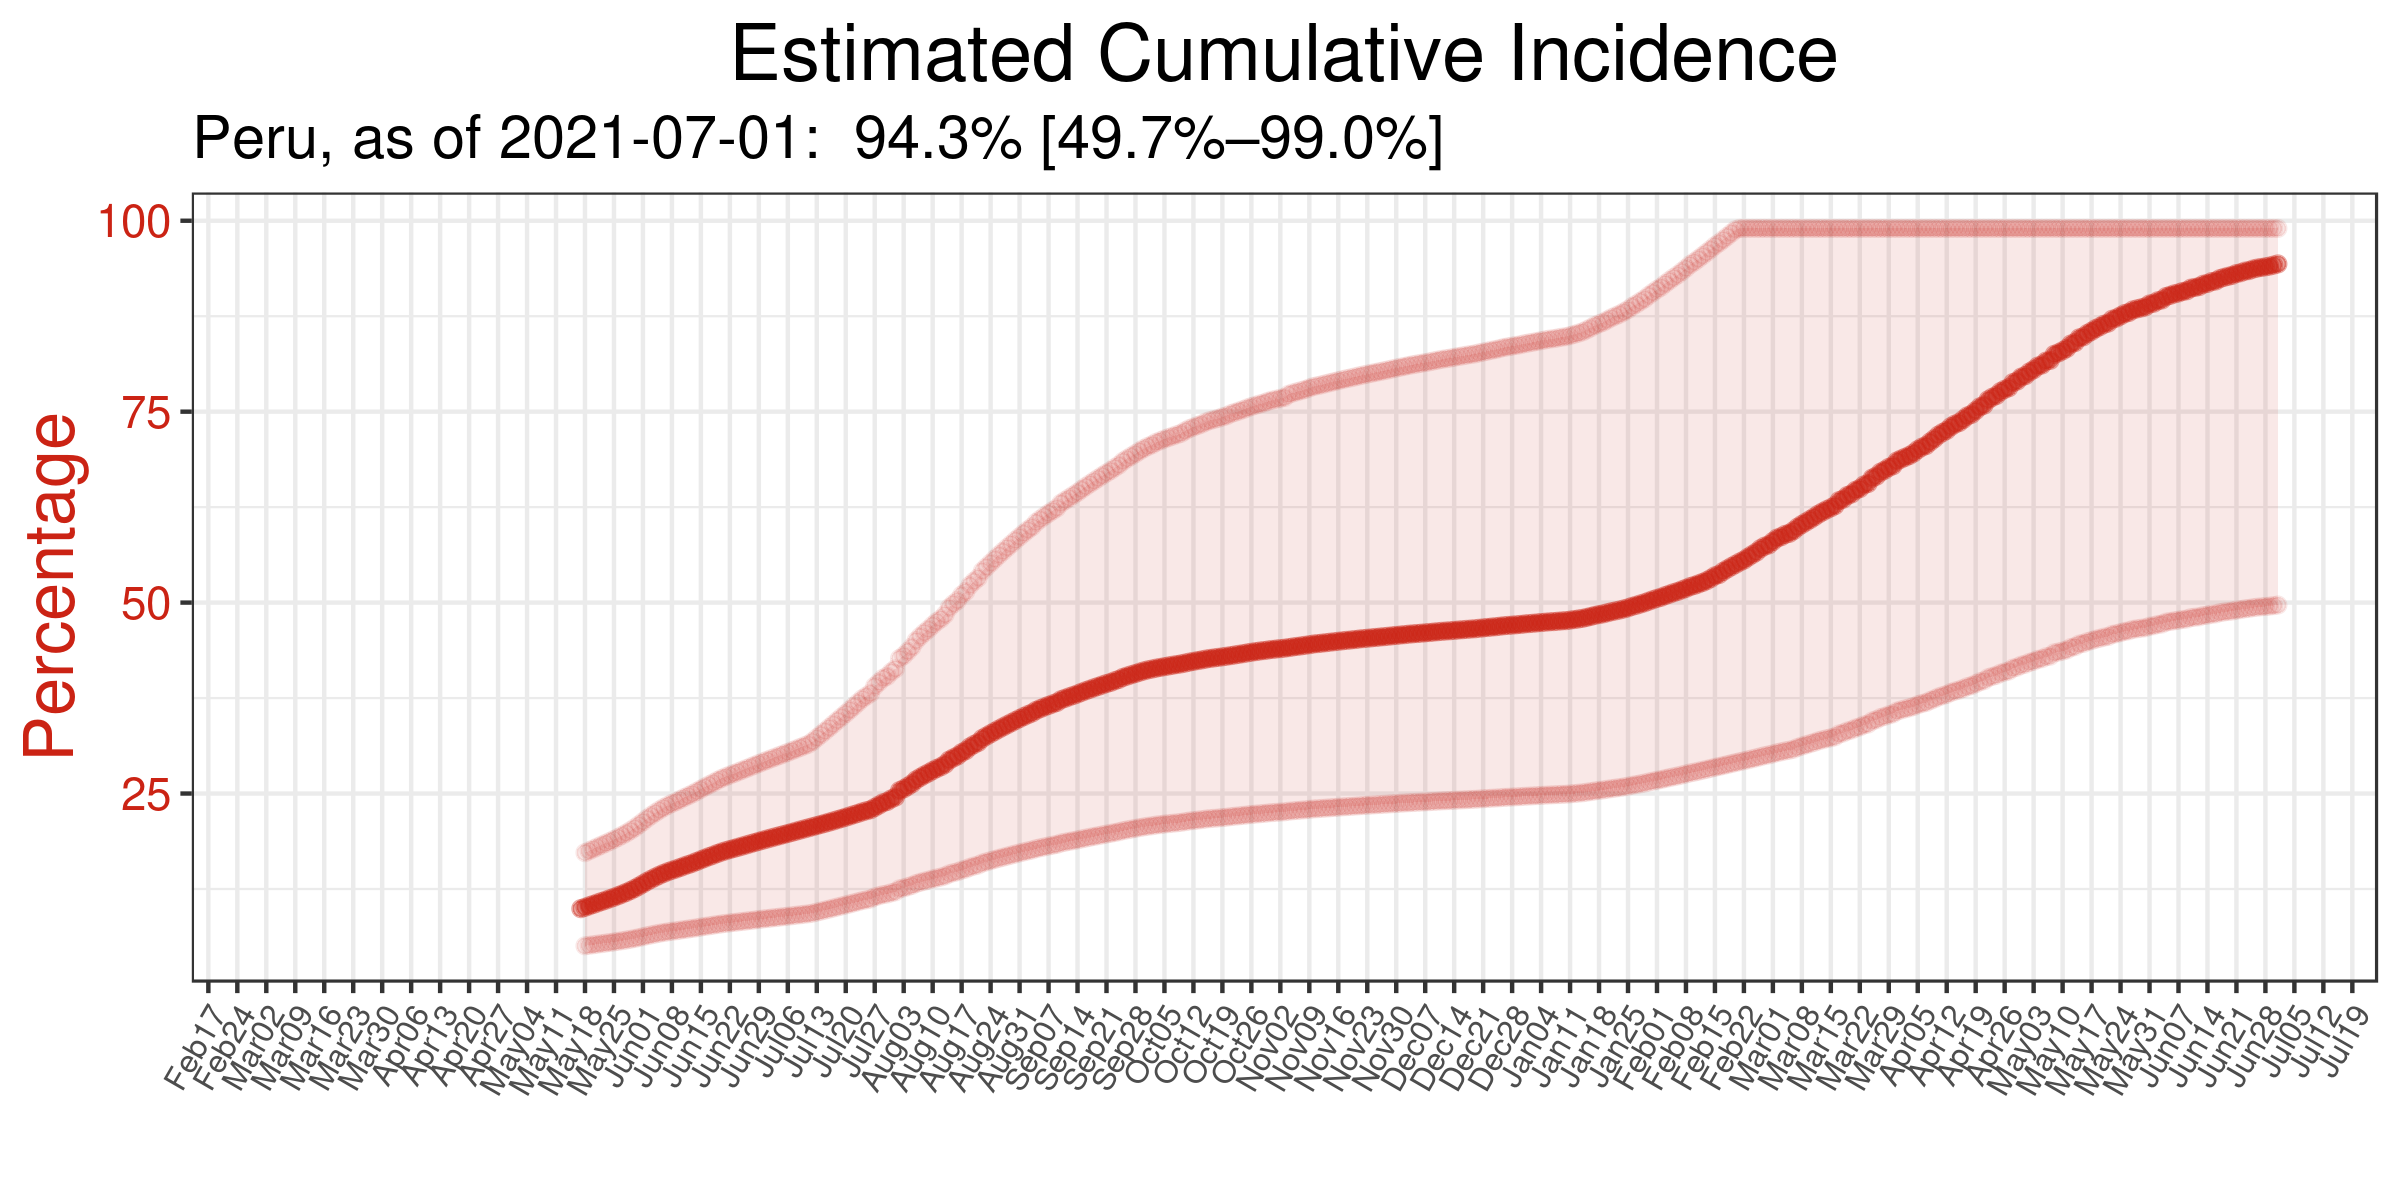 Estimated Cumulative Incidence
Peru, as of 2021-07-01:  94.3% [49.7%–99.0%]
Percentage
100
75
50
25
Feb17 Feb24 Mar02 Mar09 Mar16 Mar23 Mar30 Apr06 Apr13 Apr20 Apr27 May04 May11 May18 May25 Jun01 Jun08 Jun15 Jun22 Jun29 Jul06 Jul13 Jul20 Jul27 Aug03 Aug10 Aug17 Aug24 Aug31 Sep07 Sep14 Sep21 Sep28 Oct05 Oct12 Oct19 Oct26 Nov02 Nov09 Nov16 Nov23 Nov30 Dec07 Dec14 Dec21 Dec28 Jan04 Jan11 Jan18 Jan25 Feb01 Feb08 Feb15 Feb22 Mar01 Mar08 Mar15 Mar22 Mar29 Apr05 Apr12 Apr19 Apr26 May03 May10 May17 May24 May31 Jun07 Jun14 Jun21 Jun28 Jul05 Jul12 Jul19